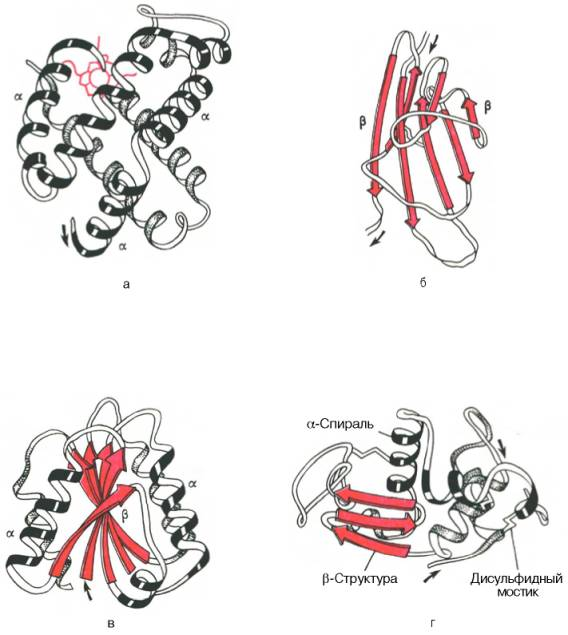 α
α
α
а
β
β
б
α
β
α
в
α-Спираль
β-Структура
Дисульфидный
мостик
г